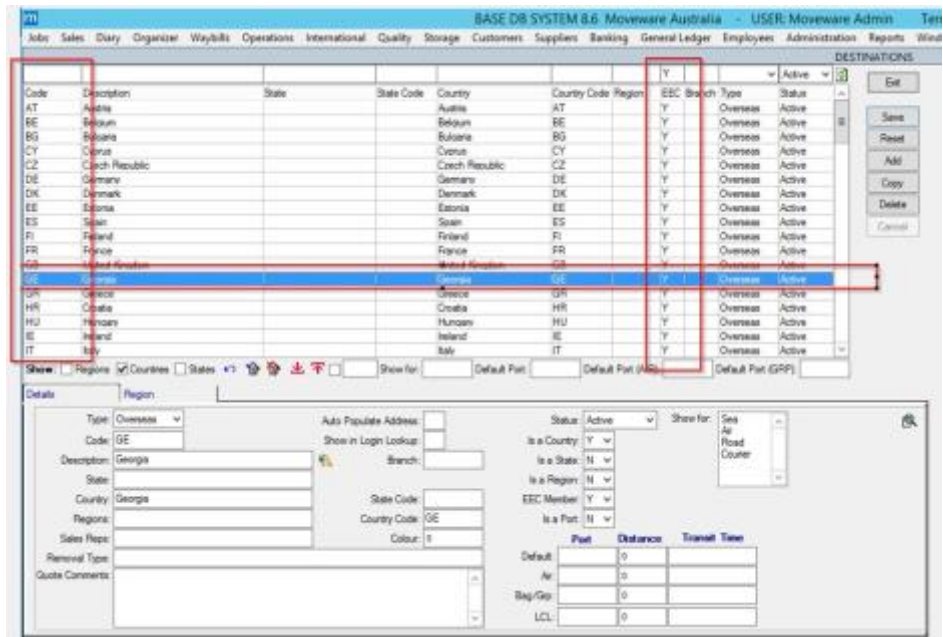 m BASE DB SYSTEM 8.6 Moveware Australia - USER: Moveware Admin
Jobs Sales Diary Organizer Waybills Operations International Quality Storage Customers Suppliers Banking General Ledger Employees Administration Reports
DESTINATIONS
Y Active Exit
Code Description State State Code Country Country Code Region EEC Branch Type Status
AT Austria Austria AT Y Overseas Active
BE Belgium Belgium BE Y Overseas Active Save
BG Bulgaria Bulgaria BG Y Overseas Active Reset
CY Cyprus Cyprus CY Y Overseas Active
CZ Czech Republic Czech Republic CZ Y Overseas Active Add
DE Germany Germany DE Y Overseas Active Copy
DK Denmark Denmark DK Y Overseas Active
EE Estonia Estonia EE Y Overseas Active Delete
ES Spain Spain ES Y Overseas Active
FI Finland Finland FI Y Overseas Active Cancel
FR France France FR Y Overseas Active
GB United Kingdom United Kingdom GB Y Overseas Active
GE Georgia Georgia GE Y Overseas Active
GR Greece Greece GR Y Overseas Active
HR Croatia Croatia HR Y Overseas Active
HU Hungary Hungary HU Y Overseas Active
IE Ireland Ireland IE Y Overseas Active
IT Italy Italy IT Y Overseas Active
Show: Regions Countries States Show for: Default Port: Default Port (AIR): Default Port (GRP):
Details Region
Type: Overseas Auto Populate Address: Status: Active Show for: Sea
Air
Code: GE Show in Login Lookup: Is a Country: Y Road
Courier
Description: Georgia Branch: Is a State: N
State: Is a Region: N
Country: Georgia State Code: EEC Member: Y
Regions: Country Code: GE Is a Port: N
Sales Reps: Colour: 0 Port Distance Transit Time
Removal Type: Default: 0
Quote Comments: Air: 0
Bag/Grp: 0
LCL: 0